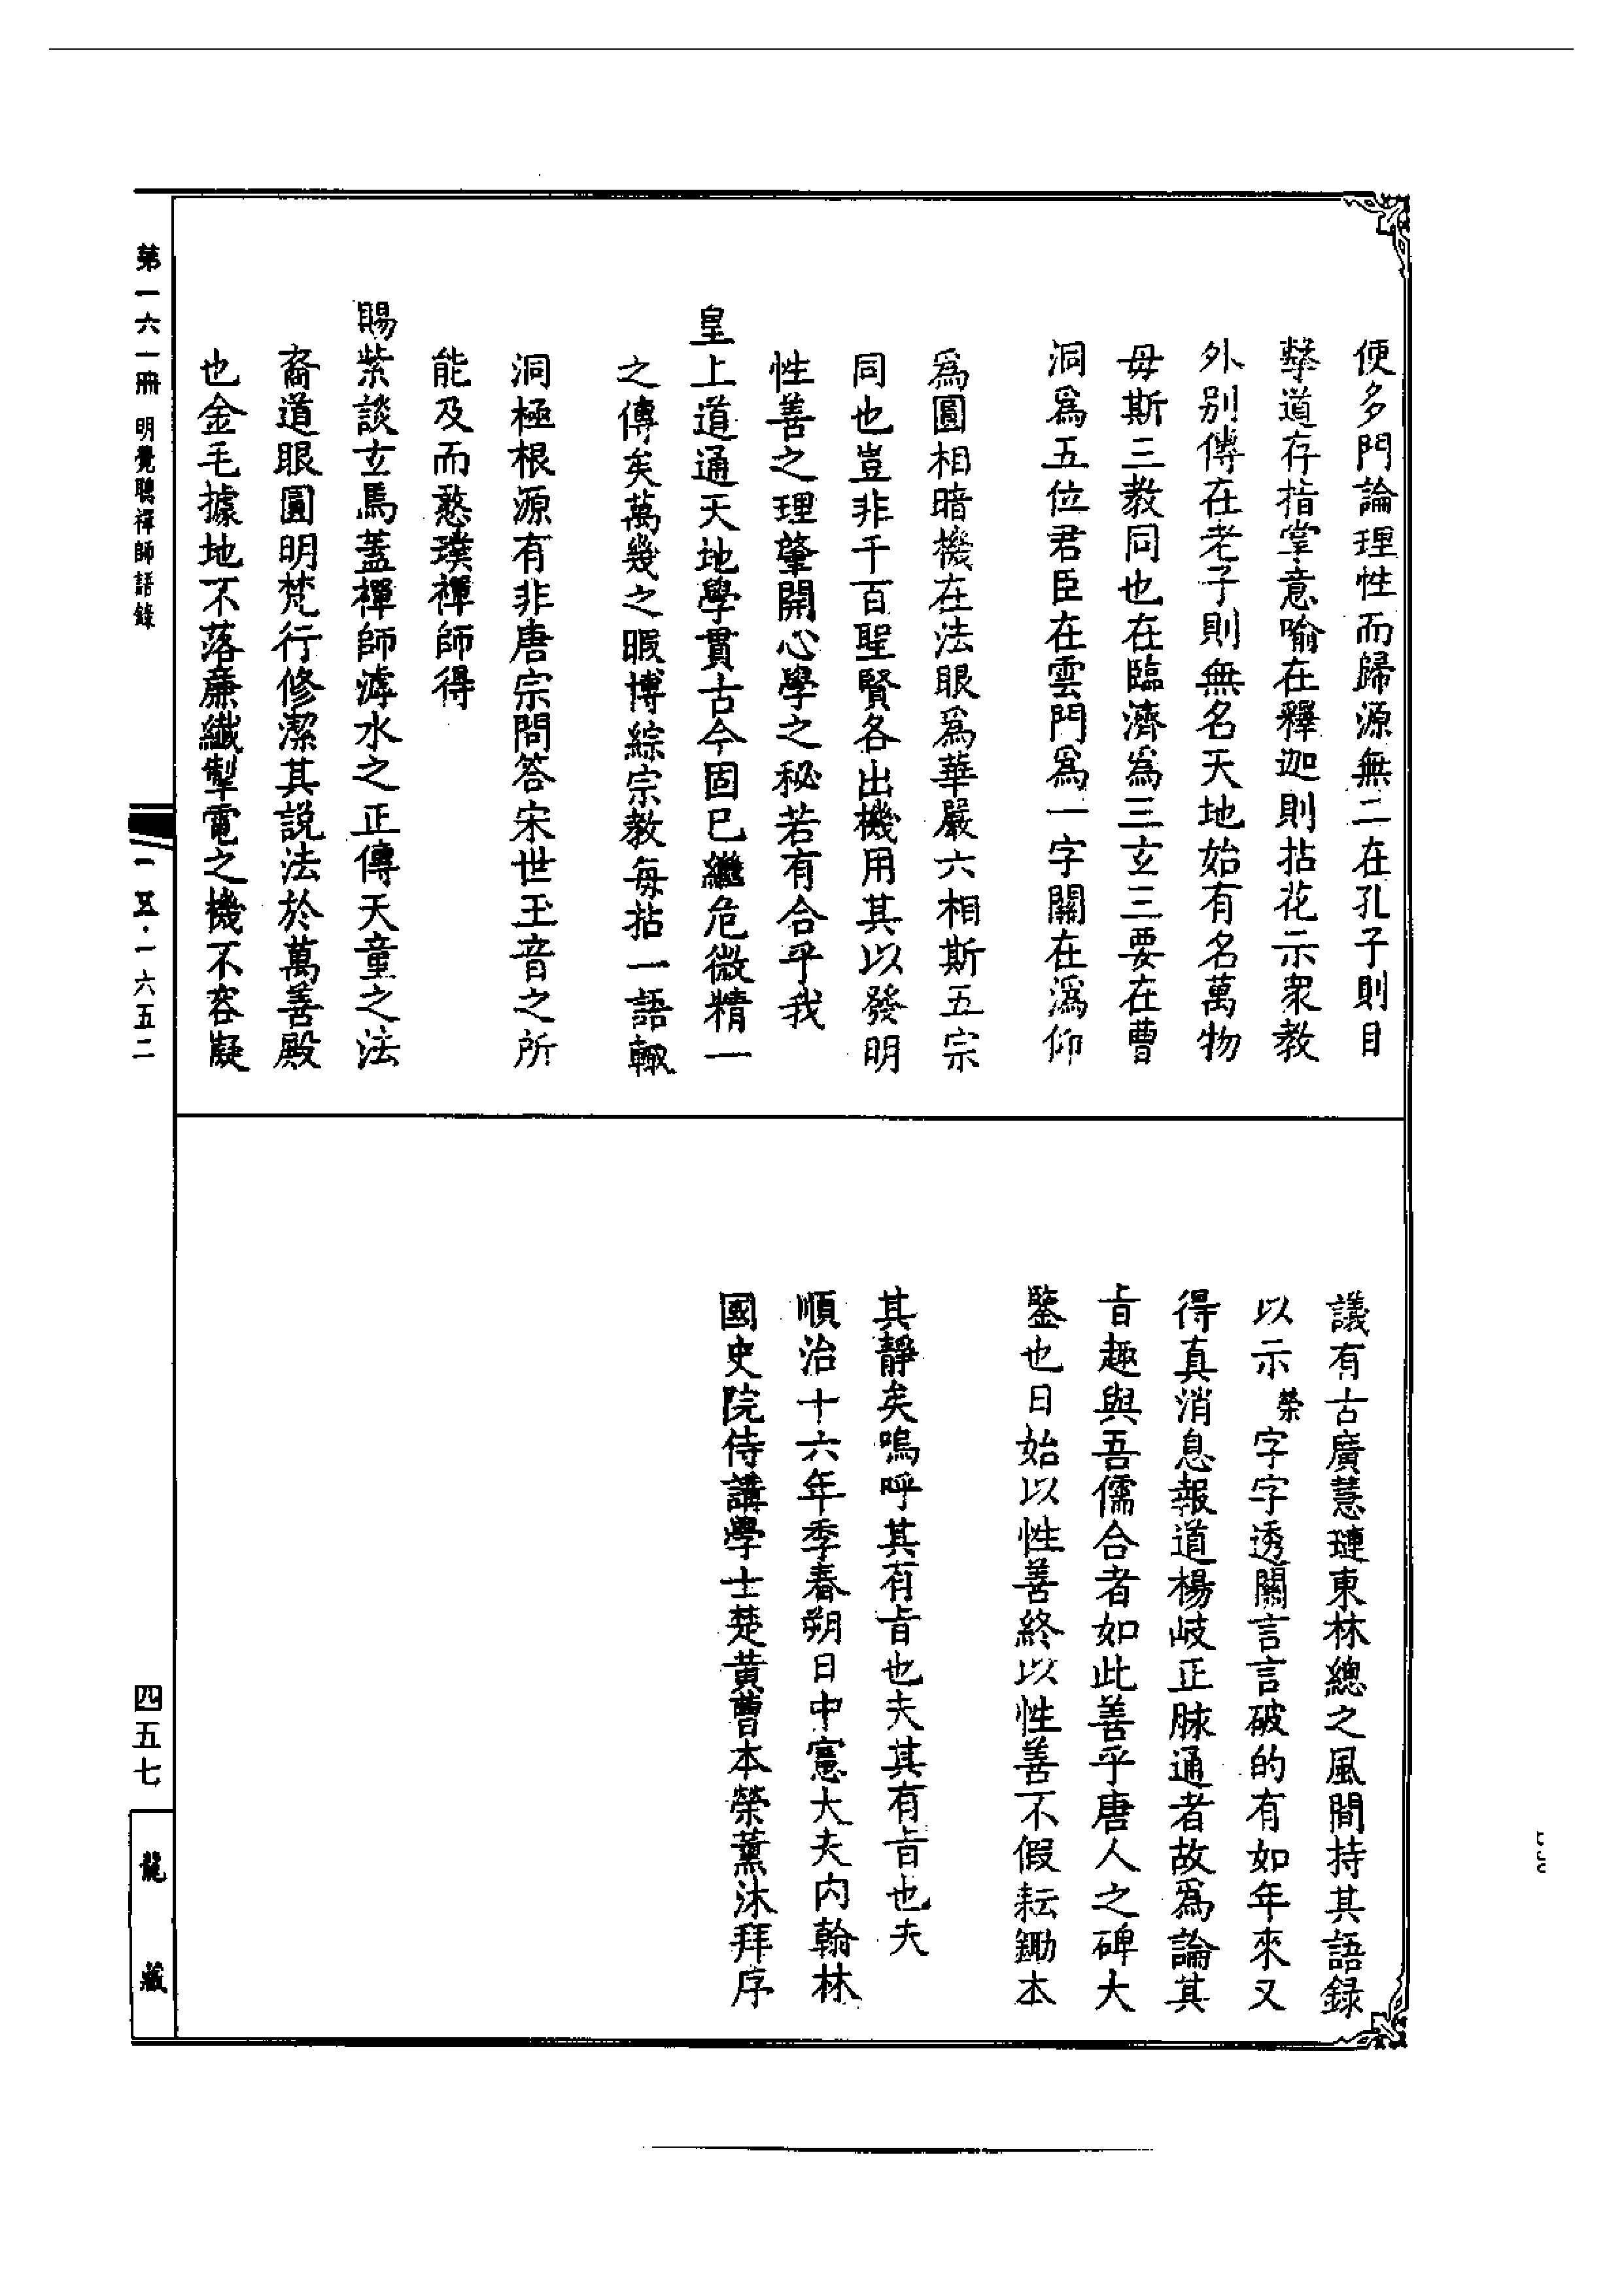 便多門論理性而歸源無二在孔子則目
擊道存指掌意喻在釋迦則拈花示衆教
外别傳在老子則無名天地始有名萬物
母斯三教同也在臨濟爲三玄三要在曹
洞爲五位君臣在雲門爲一字關在溈仰
爲圓相暗機在法眼爲華嚴六相斯五宗
同也豈非千百聖賢各出機用其以發明
性善之理肇開心學之秘若有合乎我
皇上道通天地學貫古今固已繼危微精一
之傳矣萬幾之暇博綜宗教每拈一語輙
洞極根源有非唐宗問答宋世玉音之所
能及而憨璞禪師得
賜紫談玄馬蓋禪師滹水之正傳天童之法
裔道眼圓明梵行修潔其説法於萬善殿
也金毛據地不落廉纖掣電之機不容凝
議有古廣慧璉東林總之風間持其語録
以示榮字字透關言言破的有如年來又
得真消息報道楊岐正脉通者故爲論其
㫖趣與吾儒合者如此善乎唐人之碑大
鑒也曰始以性善終以性善不假耘鋤本
其靜矣嗚呼其有㫖也夫其有㫖也夫
順治十六年季春朔日中憲大夫内翰林
國史院侍講學士楚黄曹本榮薰沐拜序
第一六一冊 明覺聰禪師語錄
一五·一六五二
四五七
龍藏